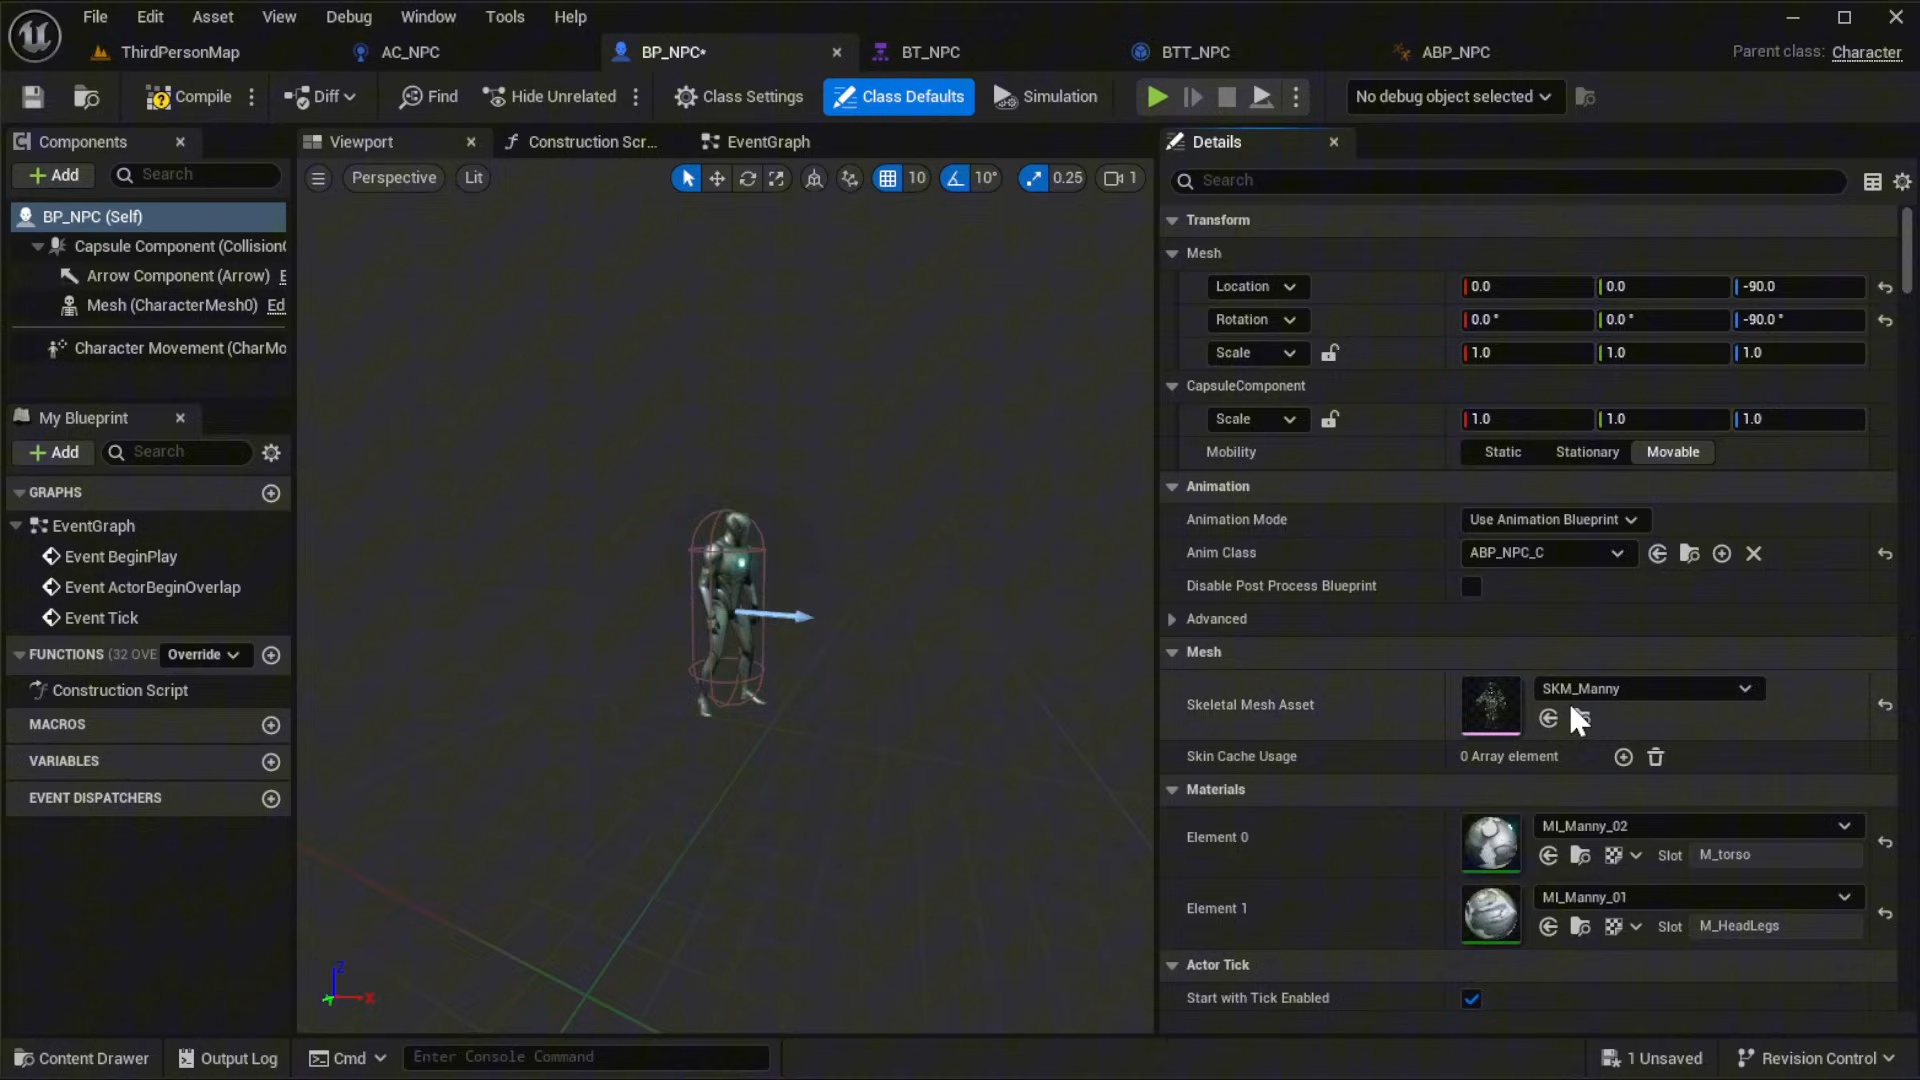 File Edit Asset View Debug Window Tools Help
ThirdPersonMap AC_NPC BP_NPC* BT_NPC BTT_NPC ABP_NPC Parent class: Character
Compile Diff Find Hide Unrelated Class Settings Class Defaults Simulation No debug object selected
Components Viewport Construction Scr... EventGraph Details
Add Search Perspective Lit 10 10° 0.25 1 Search
BP_NPC (Self)
Capsule Component (Collision
Arrow Component (Arrow) E
Mesh (CharacterMesh0) Ed
Character Movement (CharMo
My Blueprint
Add Search
GRAPHS
EventGraph
Event BeginPlay
Event ActorBeginOverlap
Event Tick
FUNCTIONS (32 OVE Override
Construction Script
MACROS
VARIABLES
EVENT DISPATCHERS
Z
X
Transform
Mesh
Location 0.0 0.0 -90.0
Rotation 0.0 ° 0.0 ° -90.0 °
Scale 1.0 1.0 1.0
CapsuleComponent
Scale 1.0 1.0 1.0
Mobility Static Stationary Movable
Animation
Animation Mode Use Animation Blueprint
Anim Class ABP_NPC_C
Disable Post Process Blueprint
Advanced
Mesh
Skeletal Mesh Asset SKM_Manny
Skin Cache Usage 0 Array element
Materials
Element 0 MI_Manny_02
Slot M_torso
Element 1 MI_Manny_01
Slot M_HeadLegs
Actor Tick
Start with Tick Enabled
Content Drawer Output Log Cmd Enter Console Command 1 Unsaved Revision Control